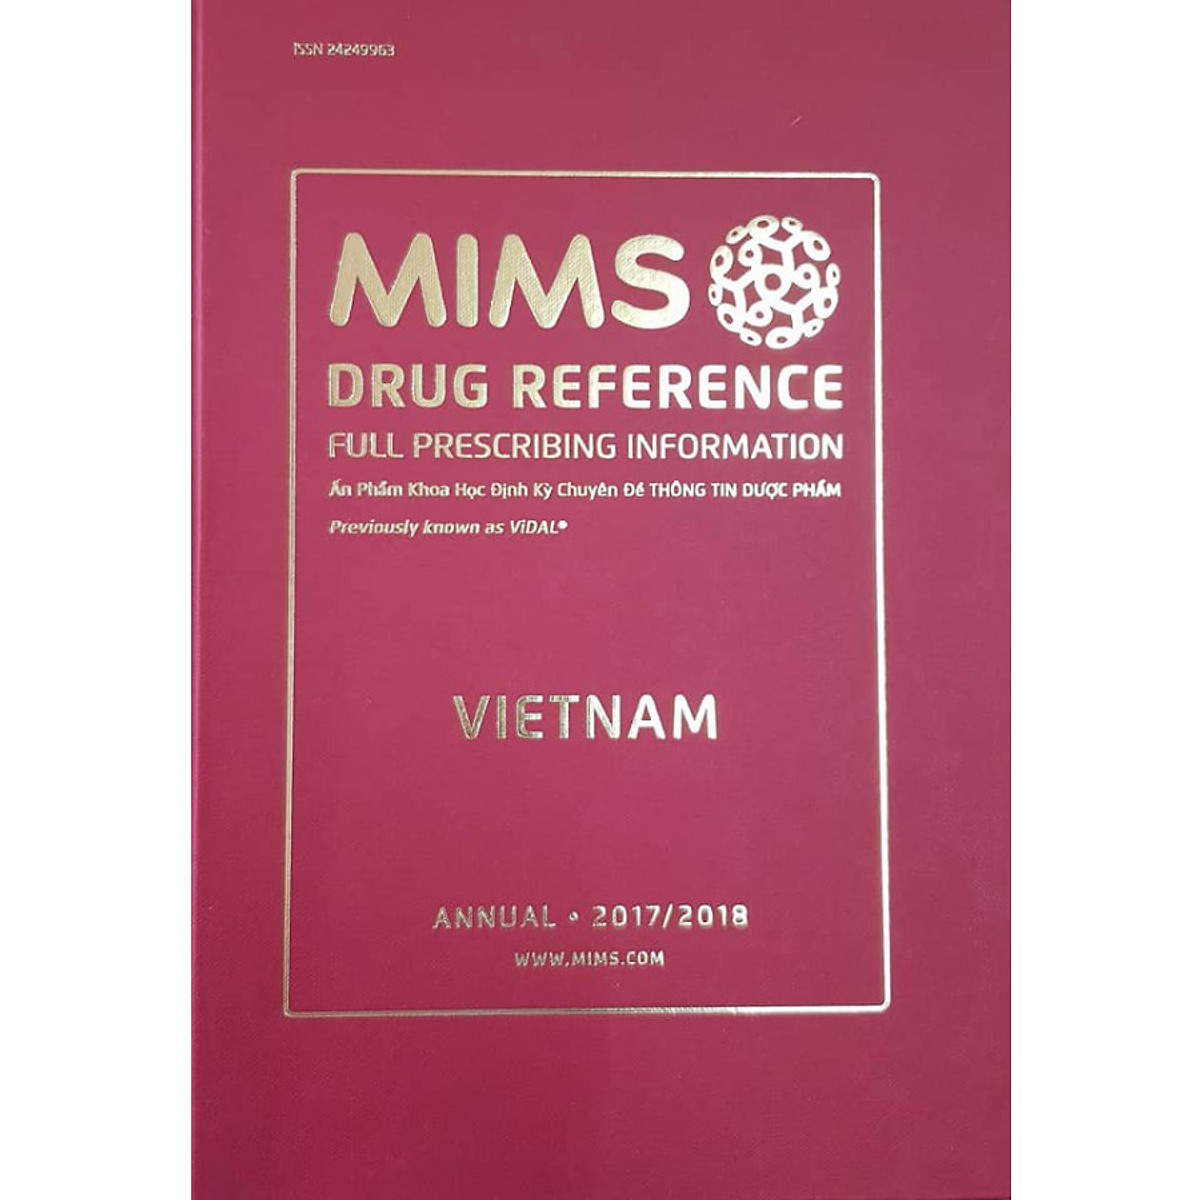 ISSN 24249963
MIMS
DRUG REFERENCE
FULL PRESCRIBING INFORMATION
Ấn Phẩm Khoa Học Định Kỳ Chuyên Đề THÔNG TIN DƯỢC PHẨM
Previously known as ViDAL®
VIETNAM
ANNUAL • 2017/2018
WWW.MIMS.COM